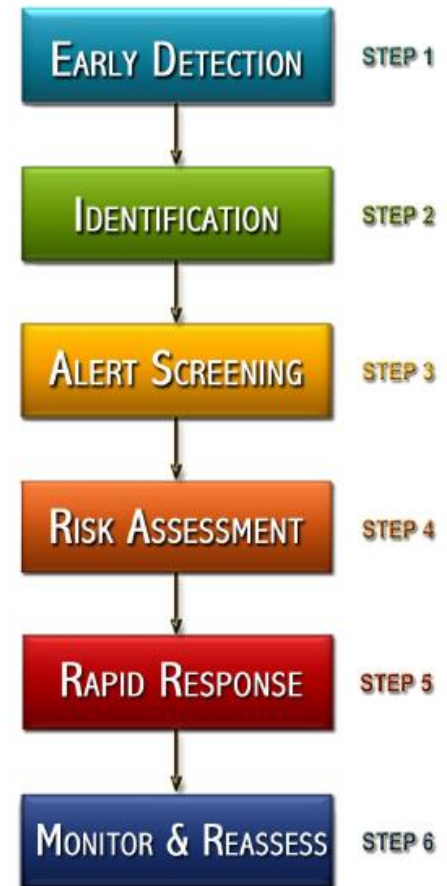 EARLY DETECTION STEP 1
IDENTIFICATION STEP 2
ALERT SCREENING STEP 3
RISK ASSESSMENT STEP 4
RAPID RESPONSE STEP 5
MONITOR & REASSESS STEP 6